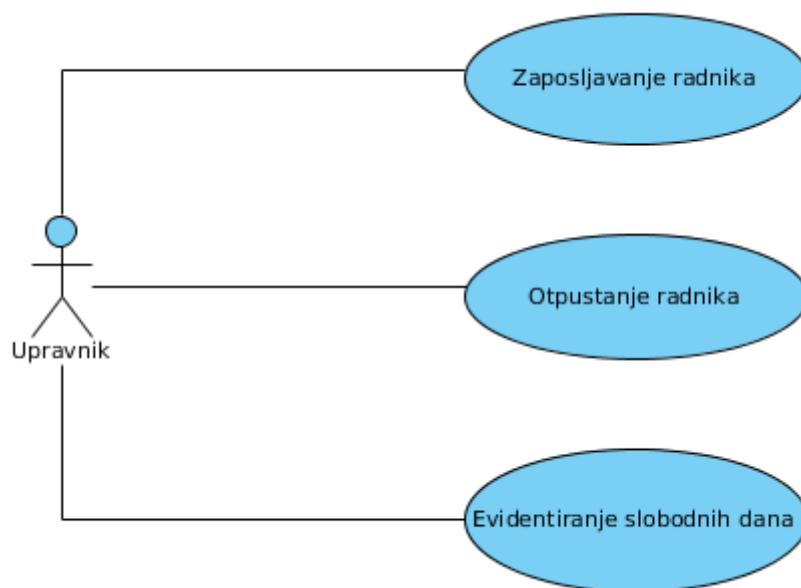 Zaposljavanje radnika
Otpustanje radnika
Upravnik
Evidentiranje slobodnih dana